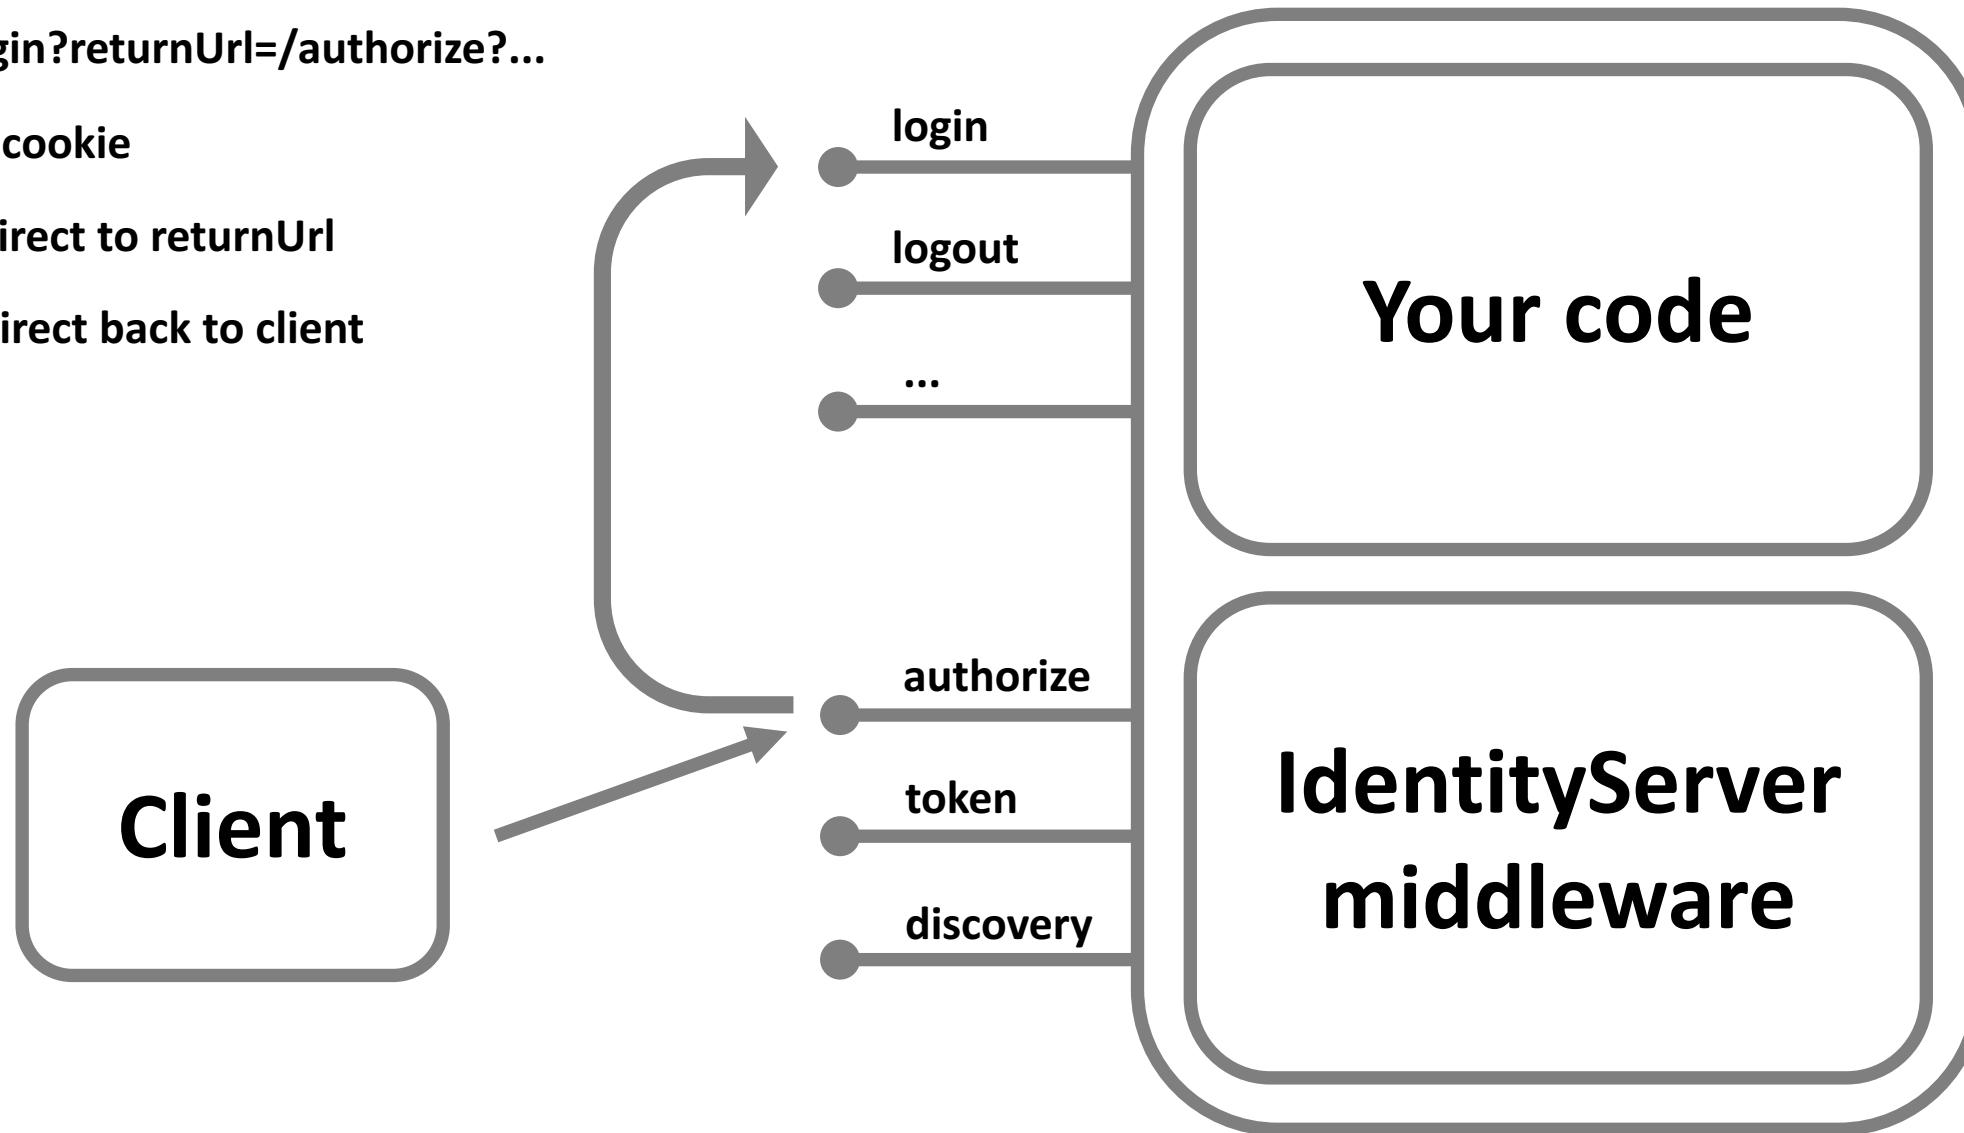 gin?returnUrl=/authorize?...
cookie
irect to returnUrl
irect back to client
login
logout
...
Your code
authorize
token
discovery
Client
IdentityServer
middleware